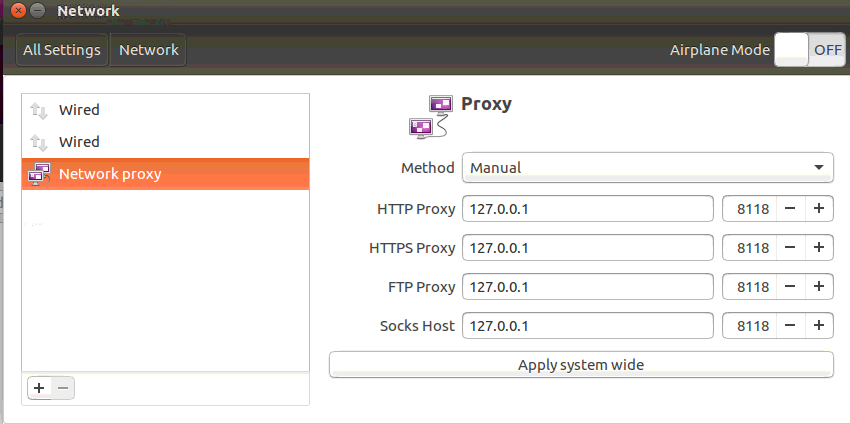 Network
All Settings Network Airplane Mode OFF
Wired
Wired
Network proxy
Proxy
Method Manual
HTTP Proxy 127.0.0.1 8118 − +
HTTPS Proxy 127.0.0.1 8118 − +
FTP Proxy 127.0.0.1 8118 − +
Socks Host 127.0.0.1 8118 − +
Apply system wide
+ −